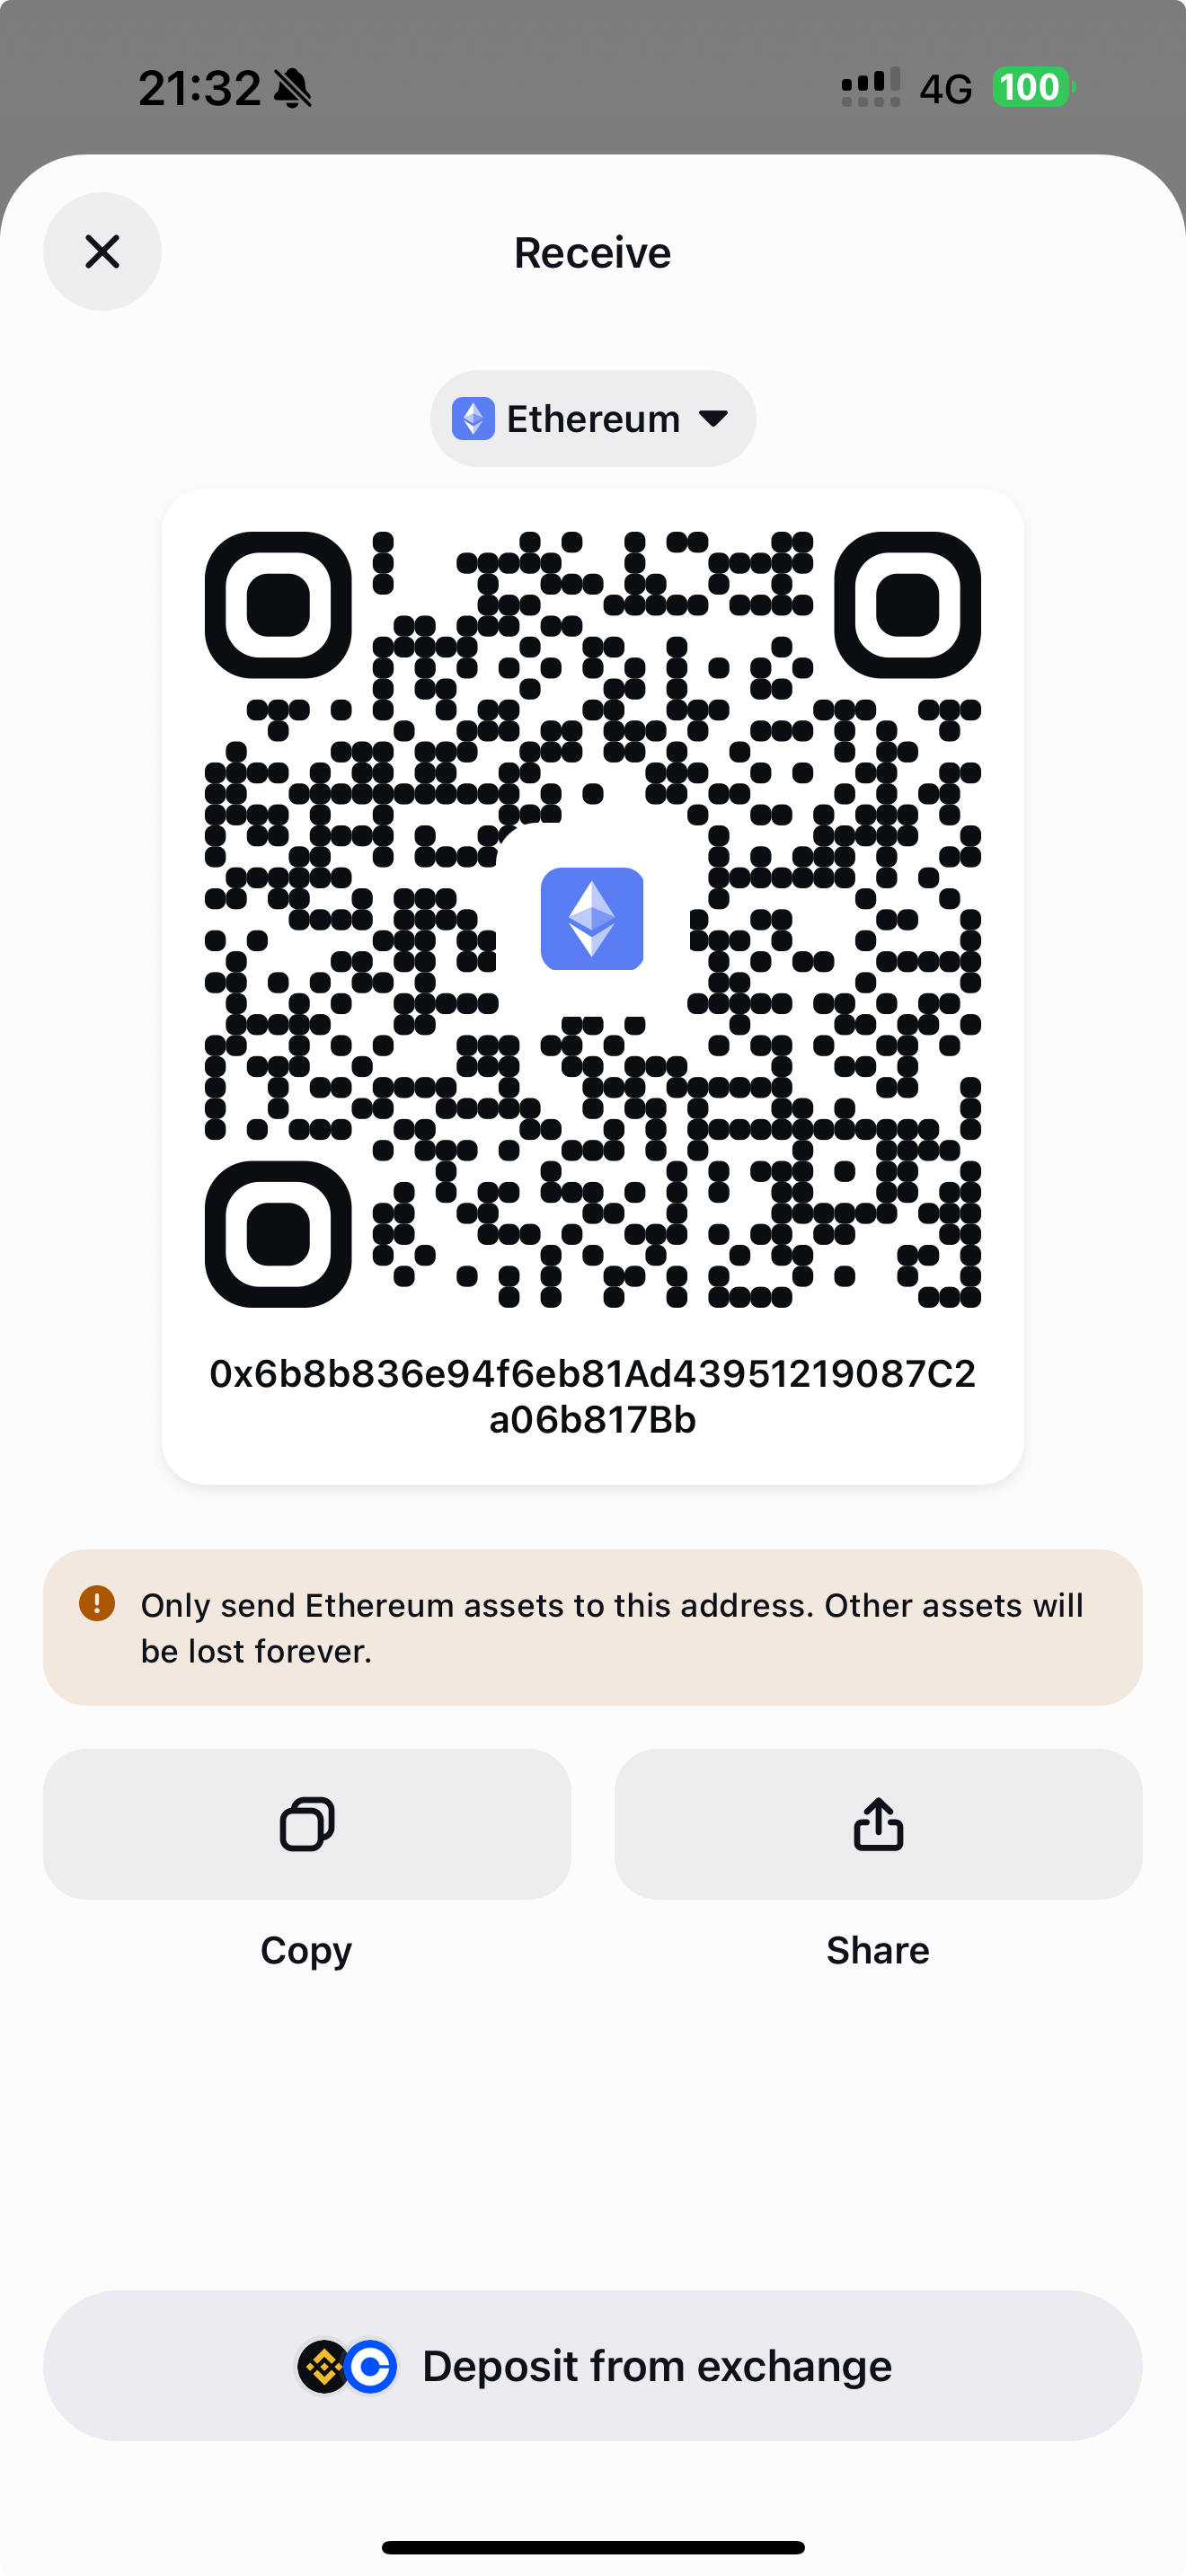 21:32
4G
100
Receive
Ethereum
0x6b8b836e94f6eb81Ad43951219087C2
a06b817Bb
Only send Ethereum assets to this address. Other assets will
be lost forever.
Copy
Share
Deposit from exchange